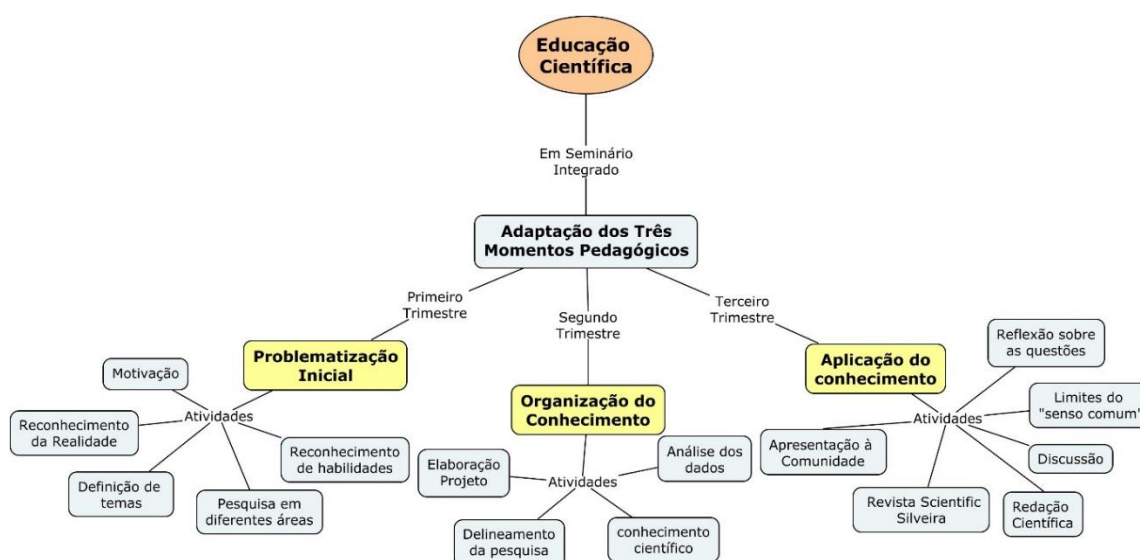 Educação
Científica
Em Seminário
Integrado
Adaptação dos Três
Momentos Pedagógicos
Primeiro
Trimestre
Segundo
Trimestre
Terceiro
Trimestre
Problematização
Inicial
Motivação
Atividades
Reconhecimento
da Realidade
Definição de
temas
Pesquisa em
diferentes áreas
Reconhecimento
de habilidades
Organização do
Conhecimento
Elaboração
Projeto
Atividades
Análise dos
dados
Delineamento
da pesquisa
conhecimento
científico
Aplicação do
conhecimento
Reflexão sobre
as questões
Limites do
"senso comum"
Atividades
Apresentação à
Comunidade
Discussão
Revista Scientific
Silveira
Redação
Científica